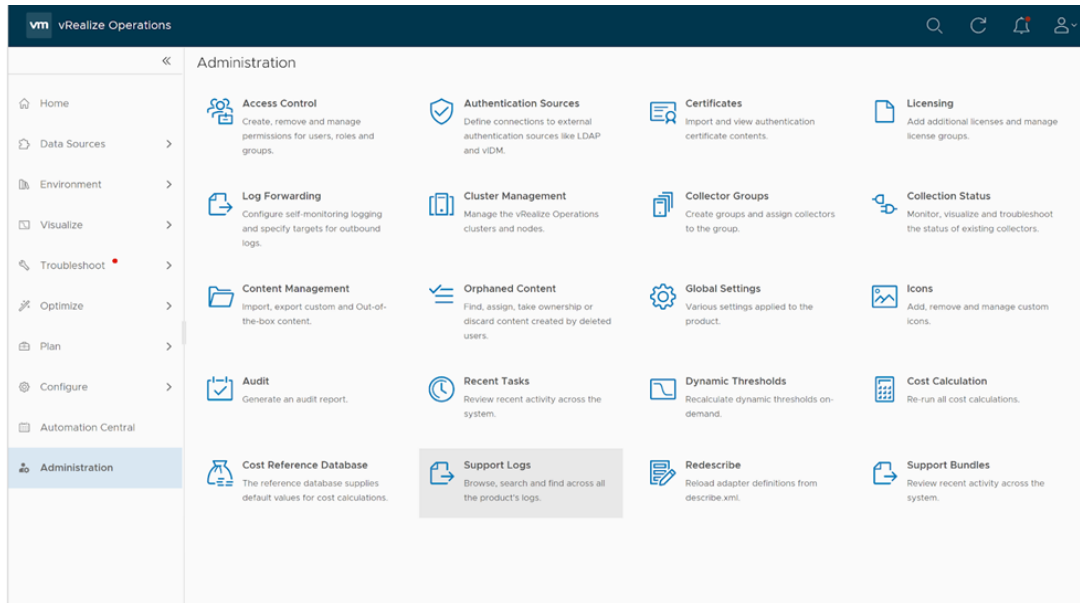 vm vRealize Operations
Administration
Home
Data Sources
Environment
Visualize
Troubleshoot
Optimize
Plan
Configure
Automation Central
Administration
Access Control
Create, remove and manage
permissions for users, roles and
groups.
Authentication Sources
Define connections to external
authentication sources like LDAP
and vIDM.
Certificates
Import and view authentication
certificate contents.
Licensing
Add additional licenses and manage
license groups.
Log Forwarding
Configure self-monitoring logging
and specify targets for outbound
logs.
Cluster Management
Manage the vRealize Operations
clusters and nodes.
Collector Groups
Create groups and assign collectors
to the group.
Collection Status
Monitor, visualize and troubleshoot
the status of existing collectors.
Content Management
Import, export custom and Out-of-
the-box content.
Orphaned Content
Find, assign, take ownership or
discard content created by deleted
users.
Global Settings
Various settings applied to the
product.
Icons
Add, remove and manage custom
icons.
Audit
Generate an audit report.
Recent Tasks
Review recent activity across the
system.
Dynamic Thresholds
Recalculate dynamic thresholds on-
demand.
Cost Calculation
Re-run all cost calculations.
Cost Reference Database
The reference database supplies
default values for cost calculations.
Support Logs
Browse, search and find across all
the product's logs.
Redescribe
Reload adapter definitions from
describe.xml.
Support Bundles
Review recent activity across the
system.